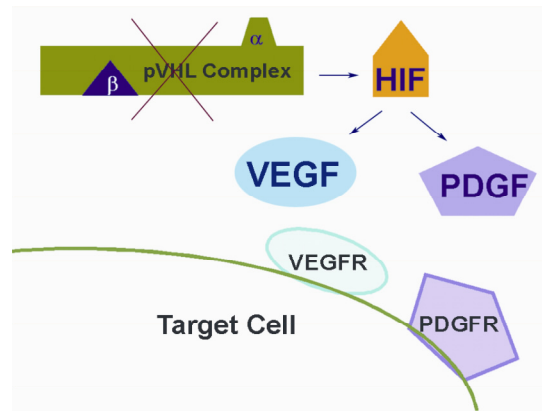 α
pVHL Complex
β
HIF
VEGF
PDGF
VEGFR
PDGFR
Target Cell